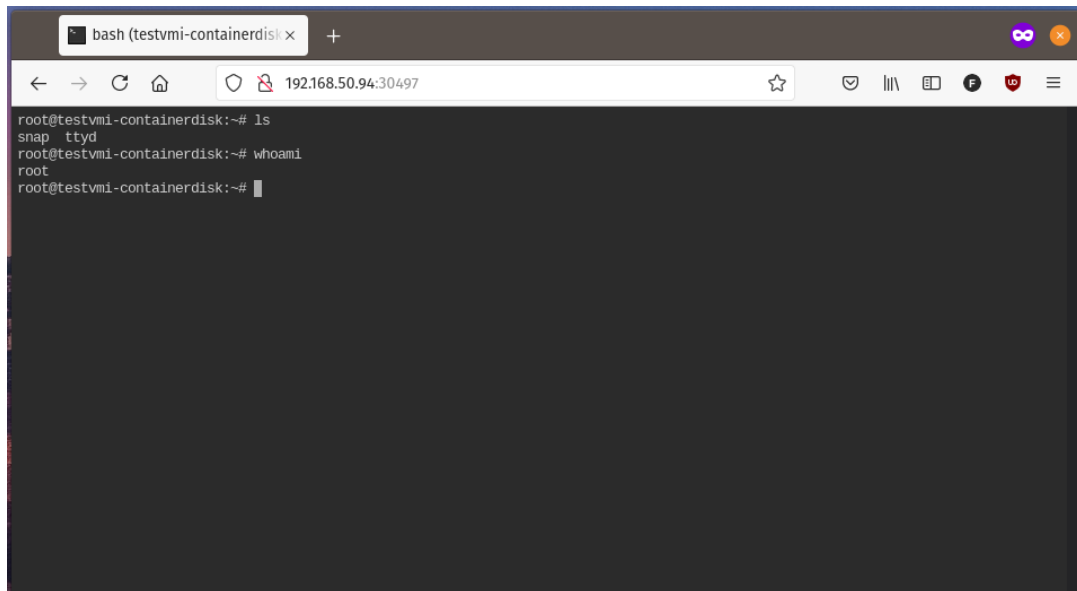 bash (testvmi-containerdisk
192.168.50.94:30497
root@testvmi-containerdisk:~# ls
snap  ttyd
root@testvmi-containerdisk:~# whoami
root
root@testvmi-containerdisk:~#